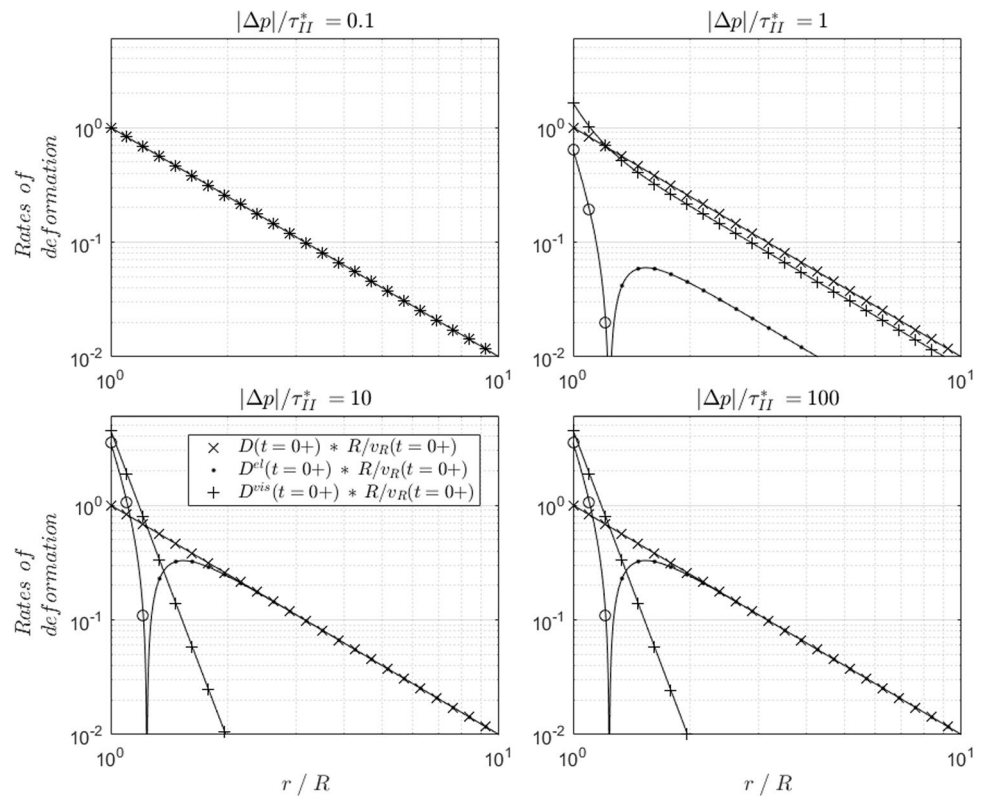 |Δp|/τ*_II = 0.1
|Δp|/τ*_II = 1
Rates of
deformation
10^0
10^-1
10^-2
10^0
10^1
10^0
10^-1
10^-2
10^0
10^1
|Δp|/τ*_II = 10
|Δp|/τ*_II = 100
Rates of
deformation
× D(t = 0+) * R/v_R(t = 0+)
• D^el(t = 0+) * R/v_R(t = 0+)
+ D^vis(t = 0+) * R/v_R(t = 0+)
10^0
10^-1
10^-2
10^0
10^1
r / R
10^0
10^-1
10^-2
10^0
10^1
r / R